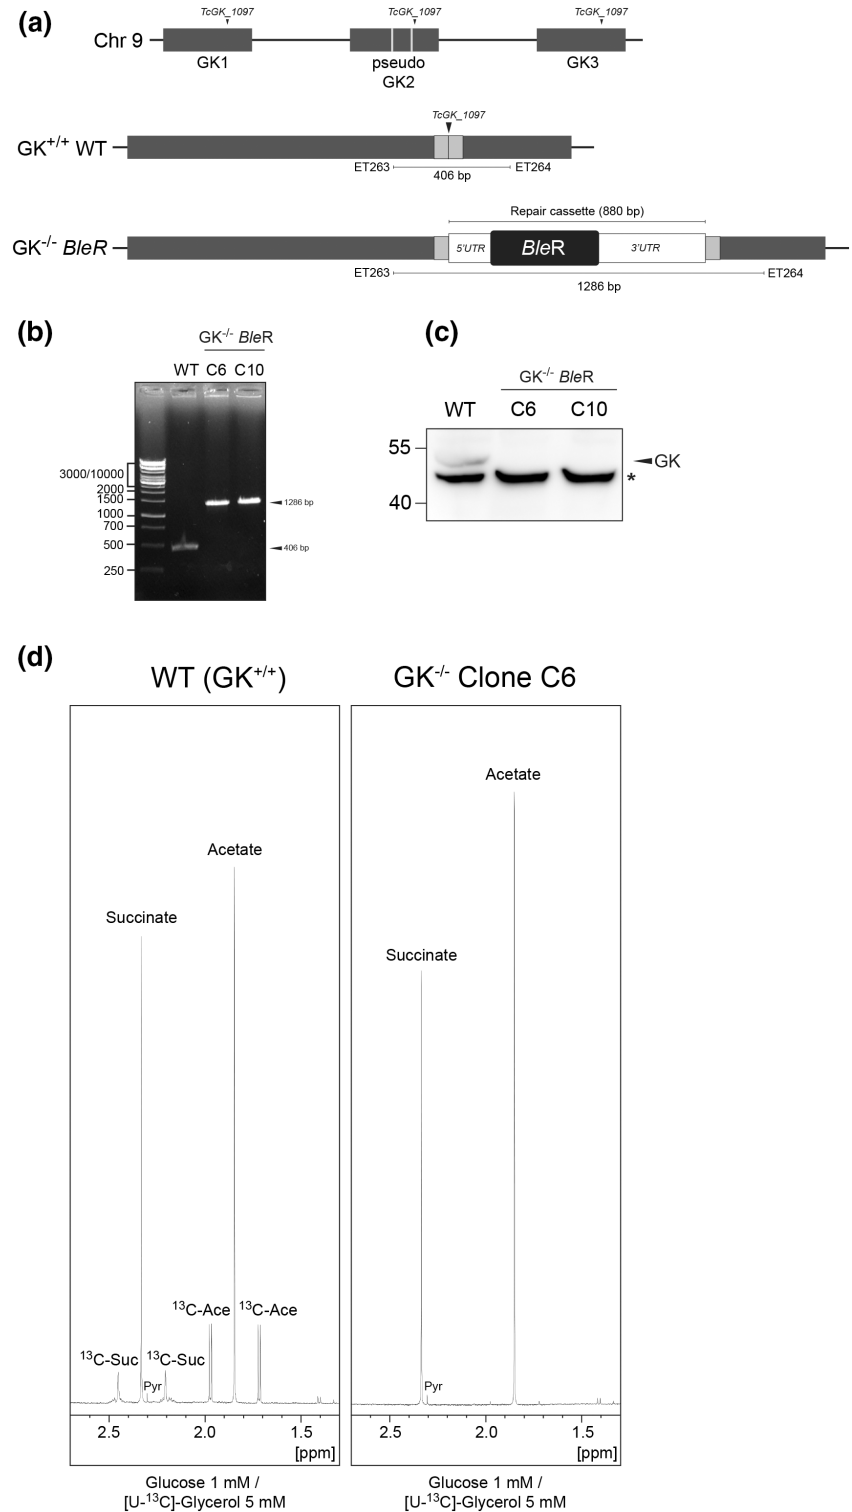 (a)
TcGK_1097 TcGK_1097 TcGK_1097
Chr 9
GK1 pseudo GK3
GK2
TcGK_1097
GK+/+ WT
ET263 406 bp ET264
Repair cassette (880 bp)
GK-/- BleR 5'UTR BleR 3'UTR
ET263 ET264
1286 bp
(b)
GK-/- BleR
WT C6 C10
3000/10000
2000
1500
1000
700
500
250
1286 bp
406 bp
(c)
GK-/- BleR
WT C6 C10
55
GK
*
40
(d)
WT (GK+/+) GK-/- Clone C6
Acetate
Acetate
Succinate
Succinate
13C-Ace 13C-Ace
13C-Suc 13C-Suc
Pyr Pyr
2.5 2.0 1.5 2.5 2.0 1.5
[ppm] [ppm]
Glucose 1 mM / Glucose 1 mM /
[U-13C]-Glycerol 5 mM [U-13C]-Glycerol 5 mM